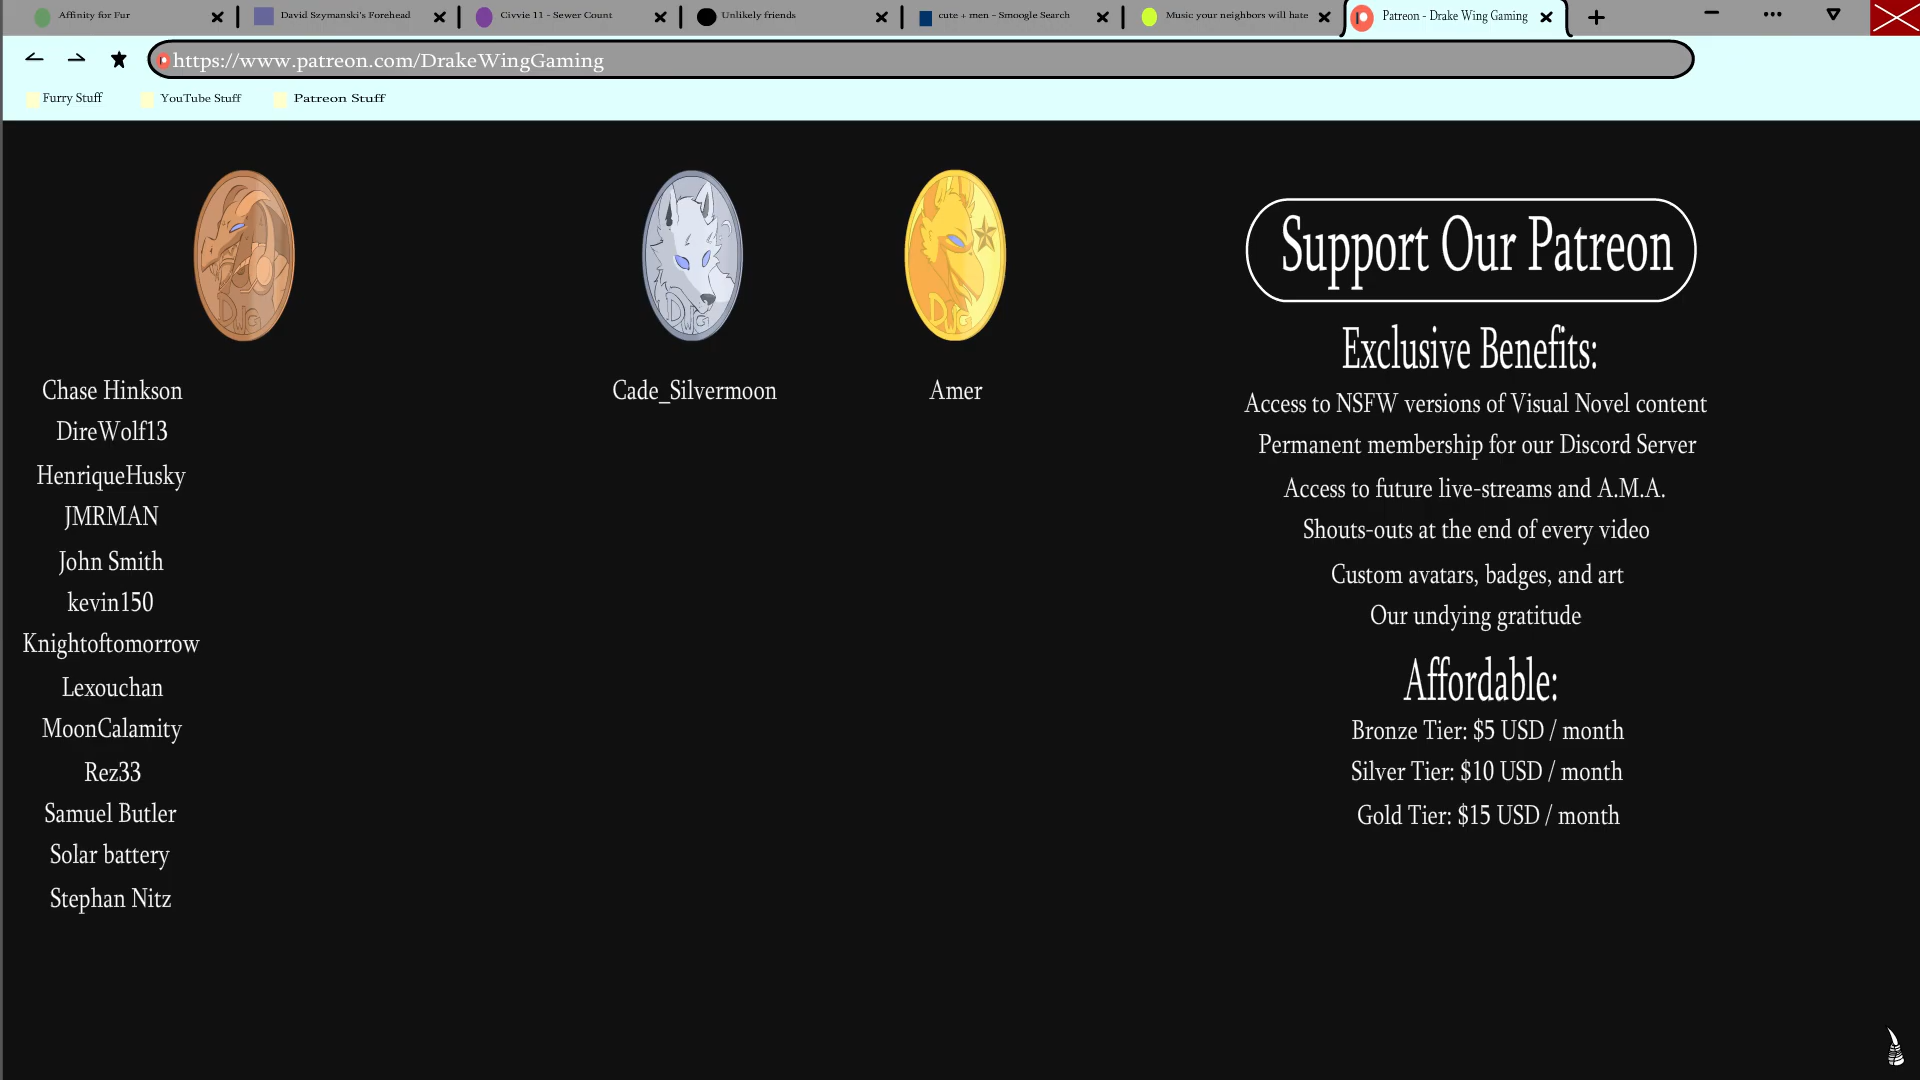 Affinity for Fur
David Szymanski's Forehead
Civvie 11 - Sewer Count
Unlikely friends
cute + men - Smoogle Search
Music your neighbors will hate
Patreon - Drake Wing Gaming
https://www.patreon.com/DrakeWingGaming
Furry Stuff
YouTube Stuff
Patreon Stuff
DWG
DWG
DWG
Chase Hinkson
DireWolf13
HenriqueHusky
JMRMAN
John Smith
kevin150
Knightoftomorrow
Lexouchan
MoonCalamity
Rez33
Samuel Butler
Solar battery
Stephan Nitz
Cade_Silvermoon
Amer
Support Our Patreon
Exclusive Benefits:
Access to NSFW versions of Visual Novel content
Permanent membership for our Discord Server
Access to future live-streams and A.M.A.
Shouts-outs at the end of every video
Custom avatars, badges, and art
Our undying gratitude
Affordable:
Bronze Tier: $5 USD / month
Silver Tier: $10 USD / month
Gold Tier: $15 USD / month